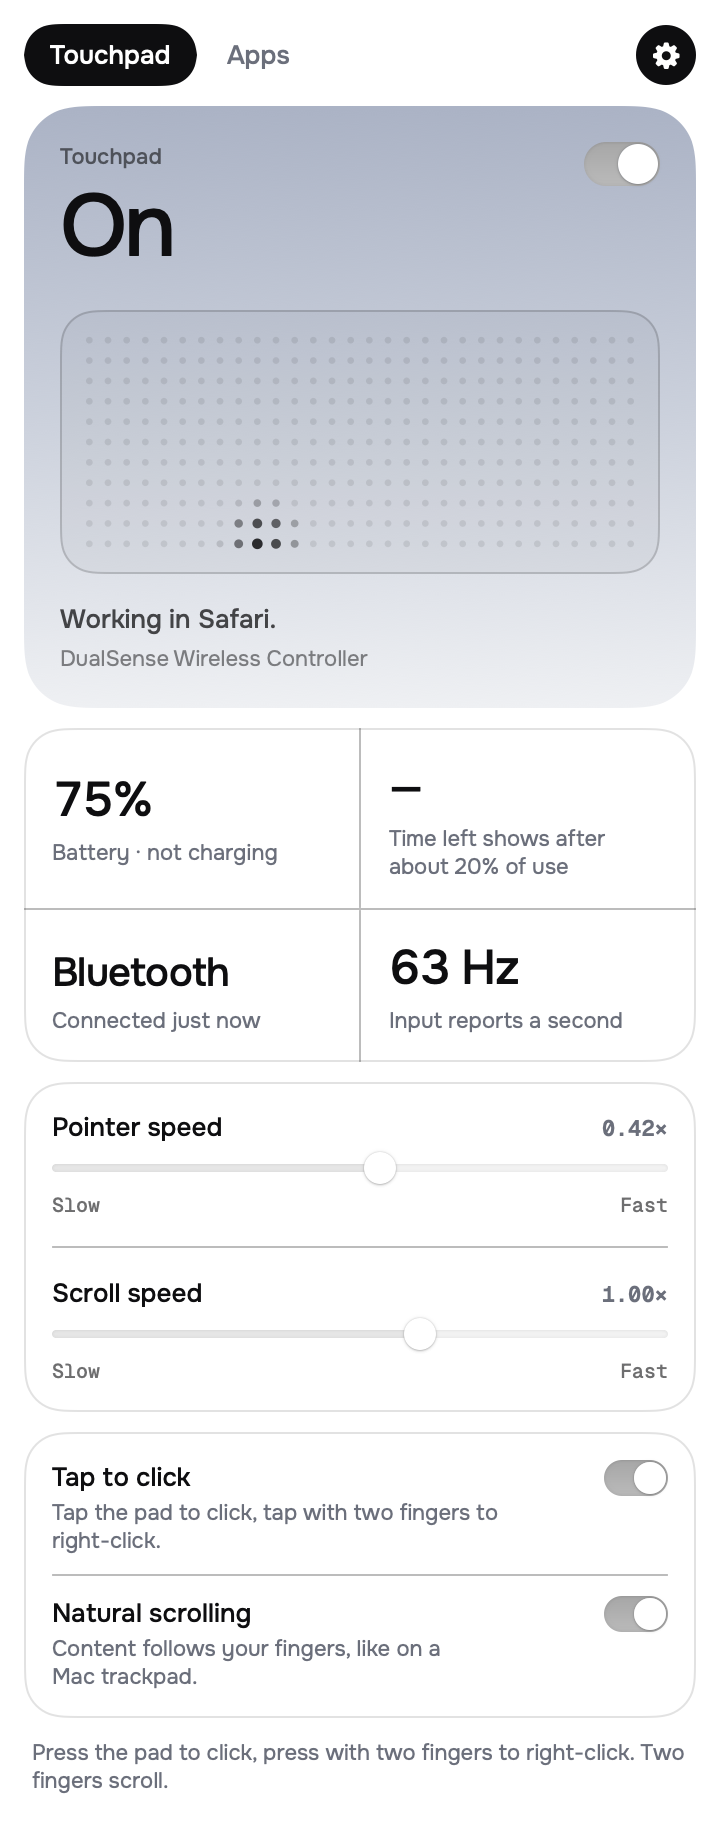 Touchpad
Apps
Touchpad
On
Working in Safari.
DualSense Wireless Controller
75%
Battery · not charging
–
Time left shows after
about 20% of use
Bluetooth
Connected just now
63 Hz
Input reports a second
Pointer speed
0.42×
Slow
Fast
Scroll speed
1.00×
Slow
Fast
Tap to click
Tap the pad to click, tap with two fingers to
right-click.
Natural scrolling
Content follows your fingers, like on a
Mac trackpad.
Press the pad to click, press with two fingers to right-click. Two
fingers scroll.